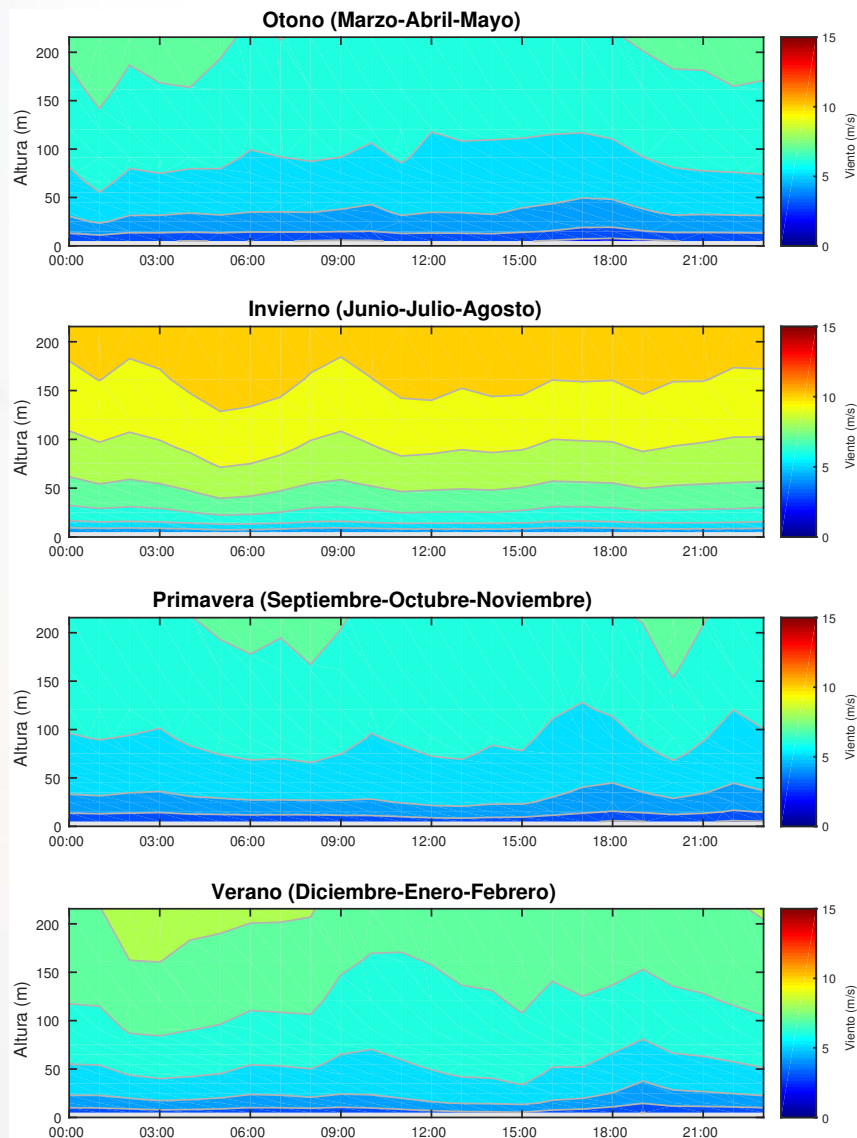 Otono (Marzo-Abril-Mayo)
Altura (m)
200
150
100
50
0
00:00 03:00 06:00 09:00 12:00 15:00 18:00 21:00
15
10
5
0
Viento (m/s)
Invierno (Junio-Julio-Agosto)
Altura (m)
200
150
100
50
0
00:00 03:00 06:00 09:00 12:00 15:00 18:00 21:00
15
10
5
0
Viento (m/s)
Primavera (Septiembre-Octubre-Noviembre)
Altura (m)
200
150
100
50
0
00:00 03:00 06:00 09:00 12:00 15:00 18:00 21:00
15
10
5
0
Viento (m/s)
Verano (Diciembre-Enero-Febrero)
Altura (m)
200
150
100
50
0
00:00 03:00 06:00 09:00 12:00 15:00 18:00 21:00
15
10
5
0
Viento (m/s)